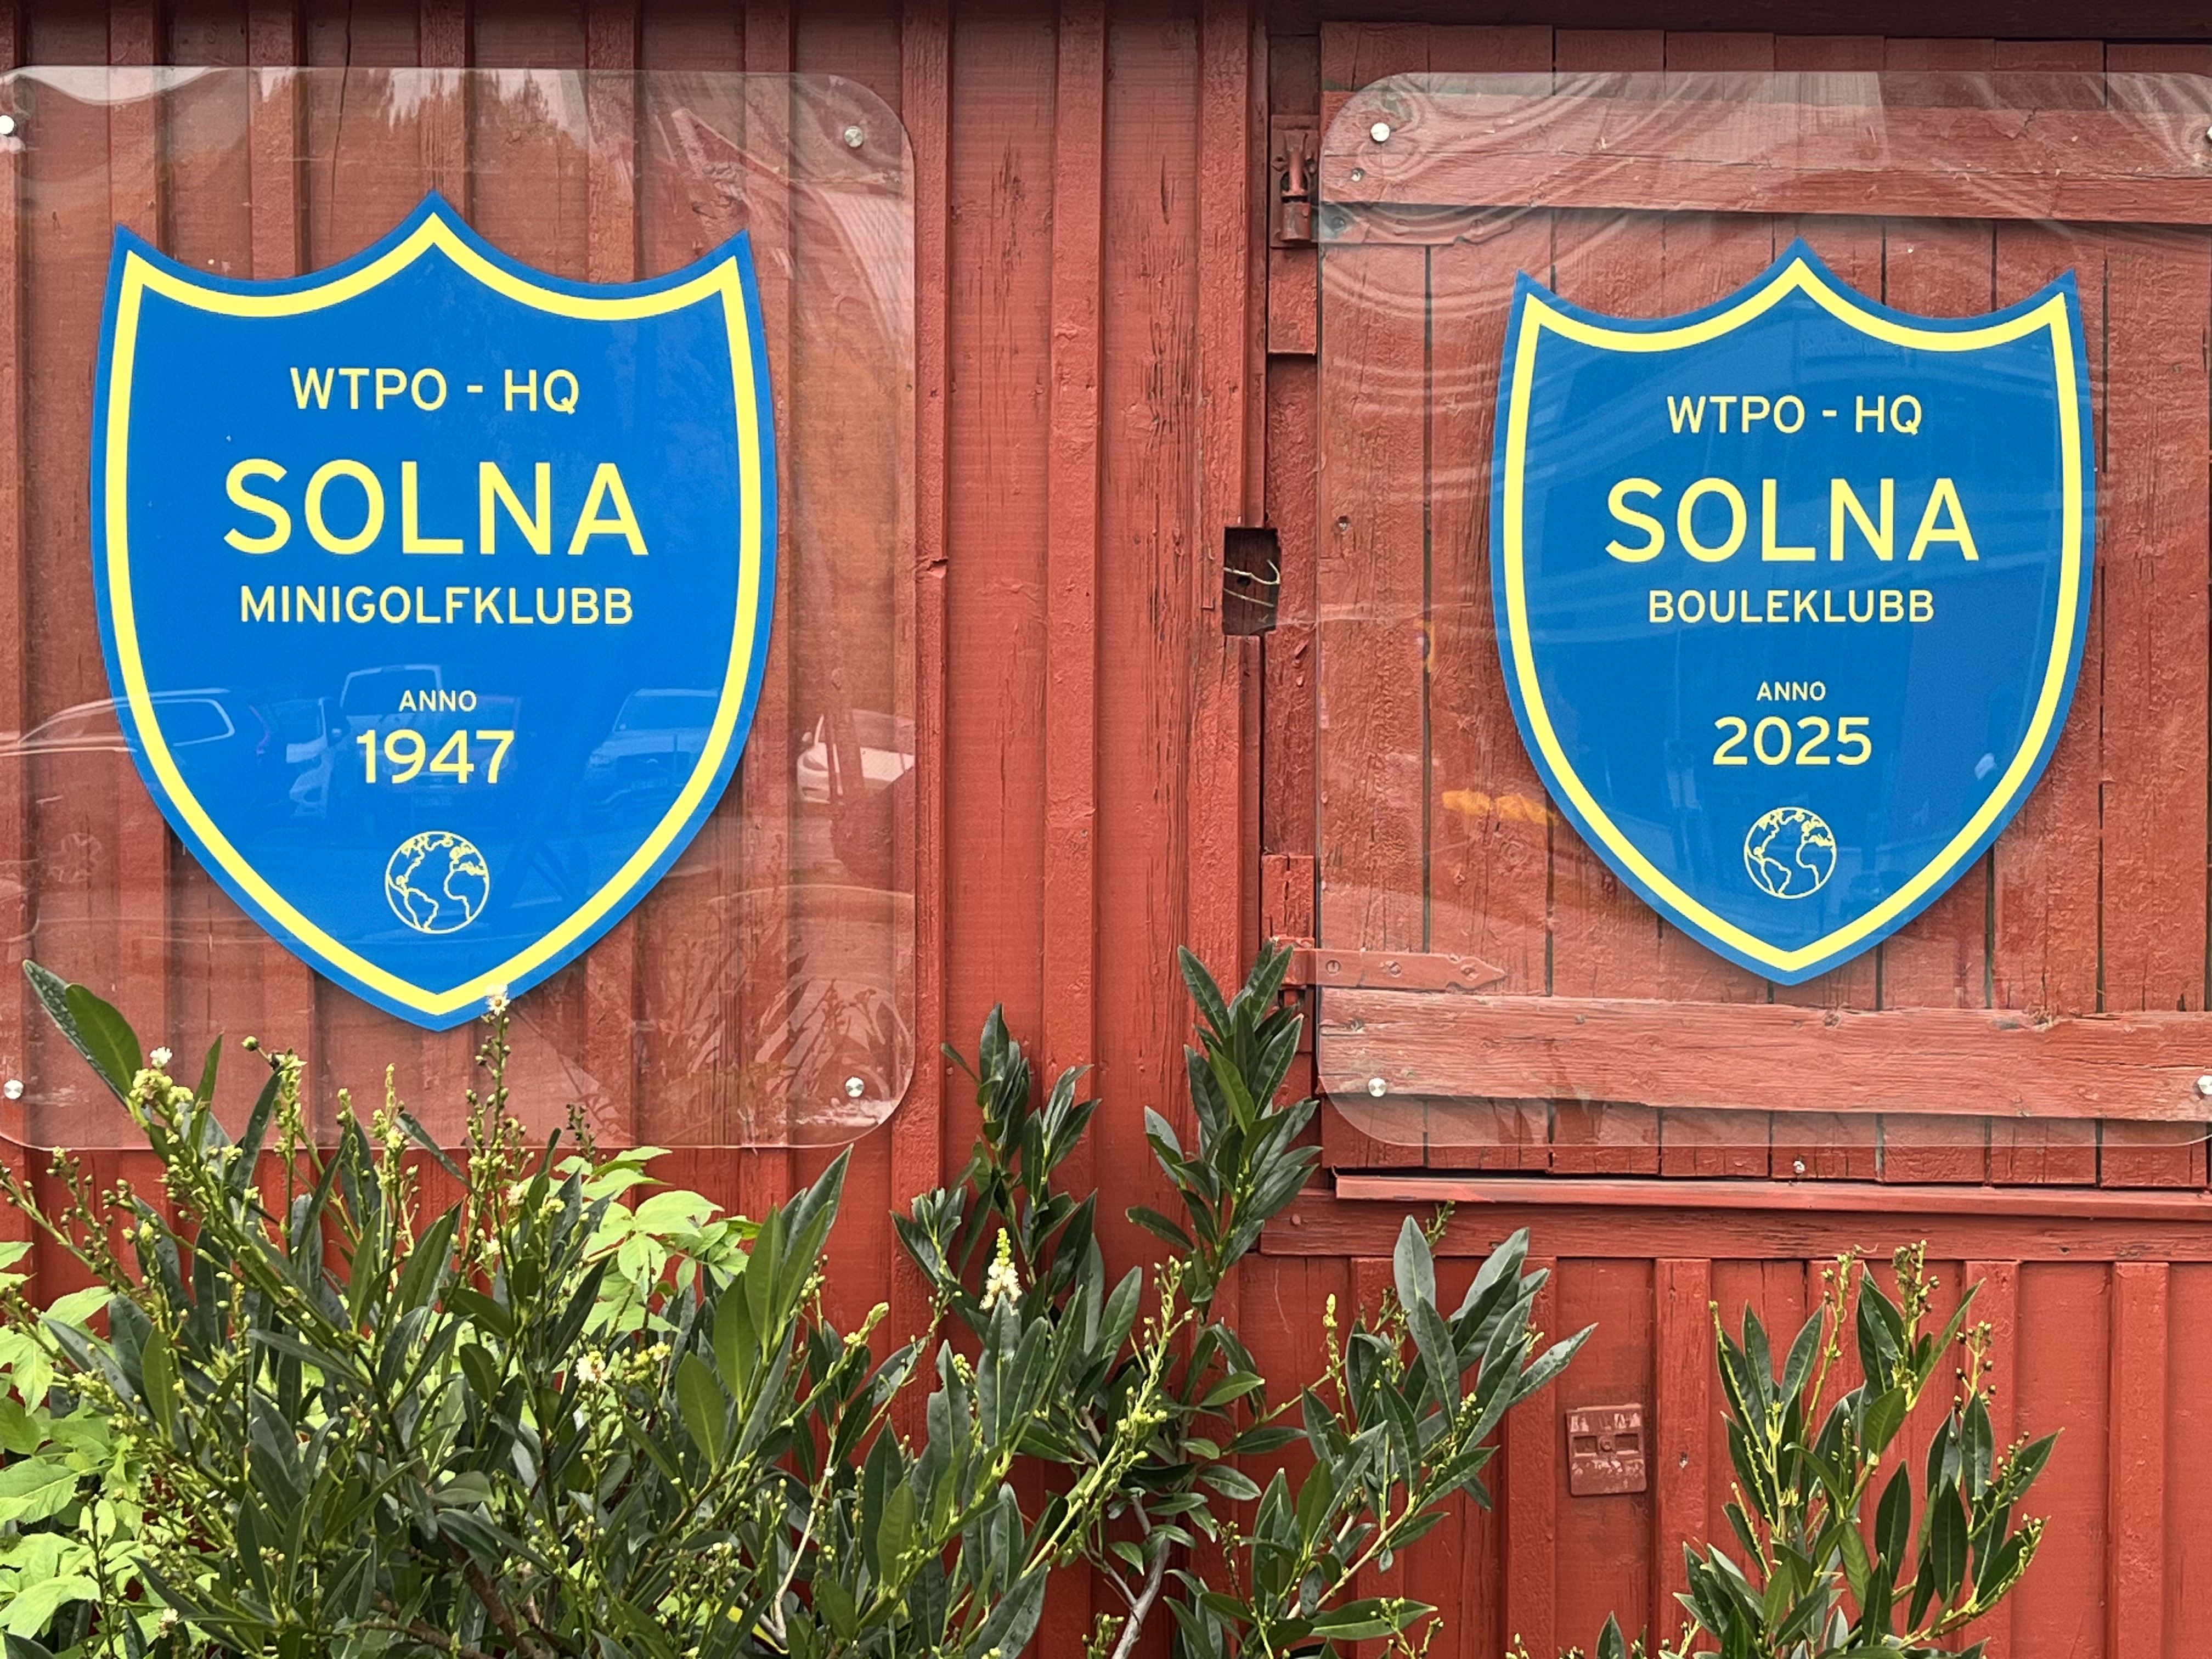 WTPO - HQ
SOLNA
MINIGOLFKLUBB
ANNO
1947
WTPO - HQ
SOLNA
BOULEKLUBB
ANNO
2025